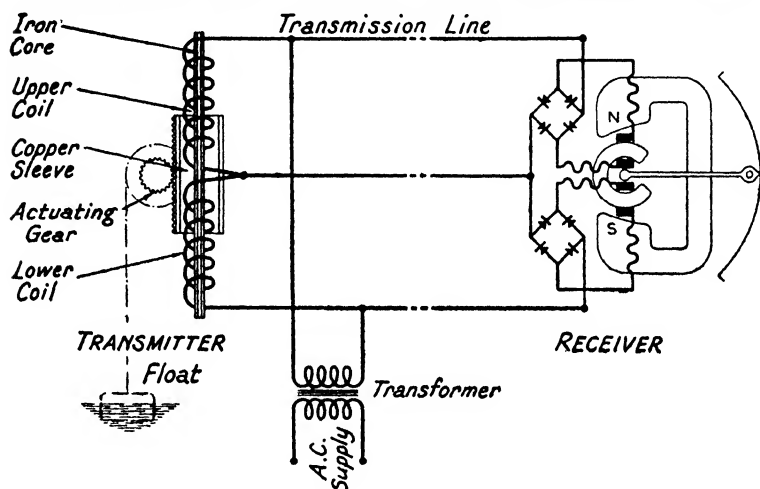 Iron
Core
Transmission Line
Upper
Coil
N
Copper
Sleeve
Actuating
Gear
S
Lower
Coil
TRANSMITTER
RECEIVER
Float
Transformer
A.C.
Supply